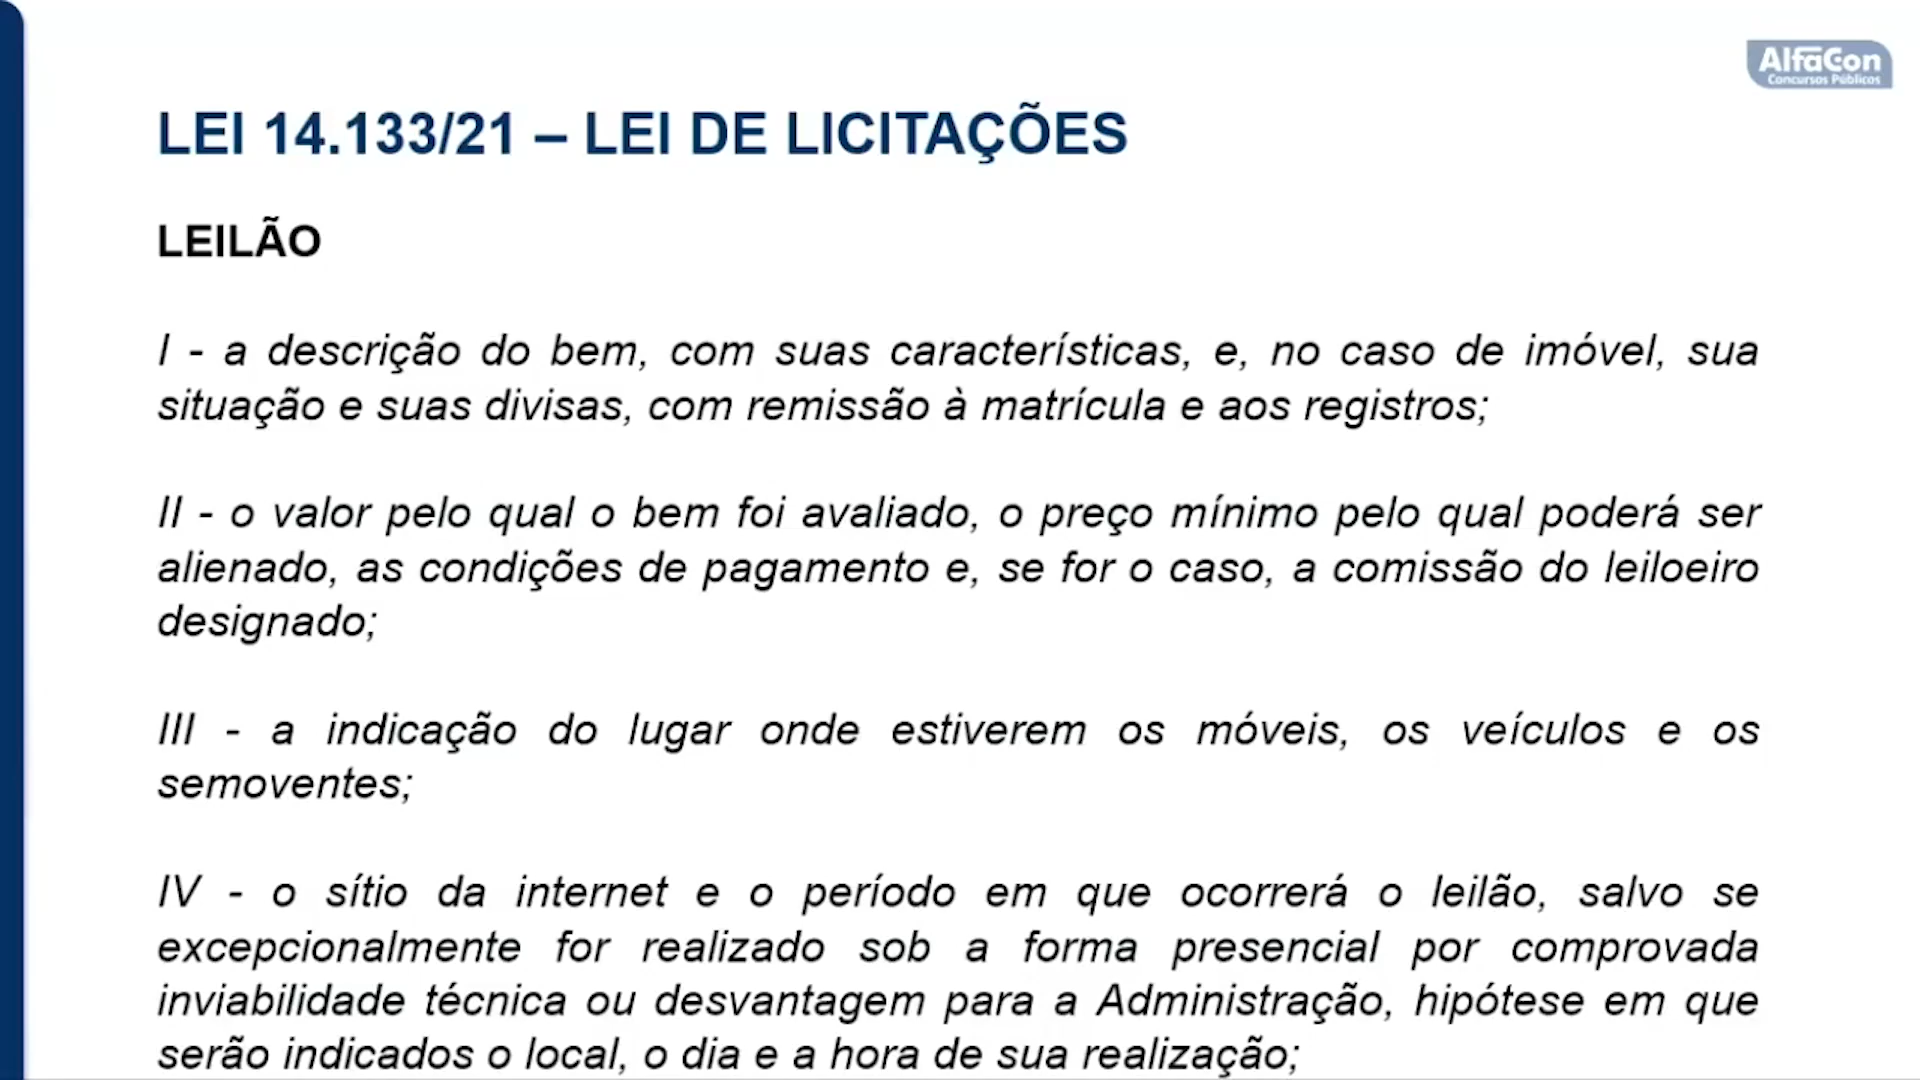 AlfaCon
Concursos Públicos
LEI 14.133/21 – LEI DE LICITAÇÕES
LEILÃO
I - a descrição do bem, com suas características, e, no caso de imóvel, sua
situação e suas divisas, com remissão à matrícula e aos registros;
II - o valor pelo qual o bem foi avaliado, o preço mínimo pelo qual poderá ser
alienado, as condições de pagamento e, se for o caso, a comissão do leiloeiro
designado;
III - a indicação do lugar onde estiverem os móveis, os veículos e os
semoventes;
IV - o sítio da internet e o período em que ocorrerá o leilão, salvo se
excepcionalmente for realizado sob a forma presencial por comprovada
inviabilidade técnica ou desvantagem para a Administração, hipótese em que
serão indicados o local, o dia e a hora de sua realização;